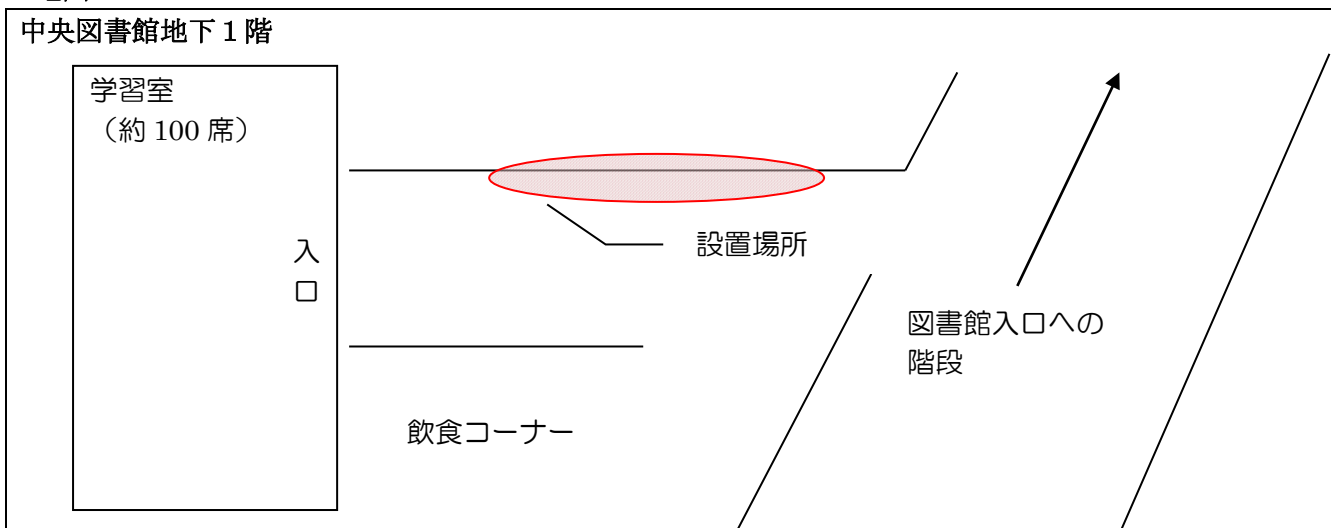 中央図書館地下１階
学習室
（約 100 席）
入
口
設置場所
図書館入口への
階段
飲食コーナー